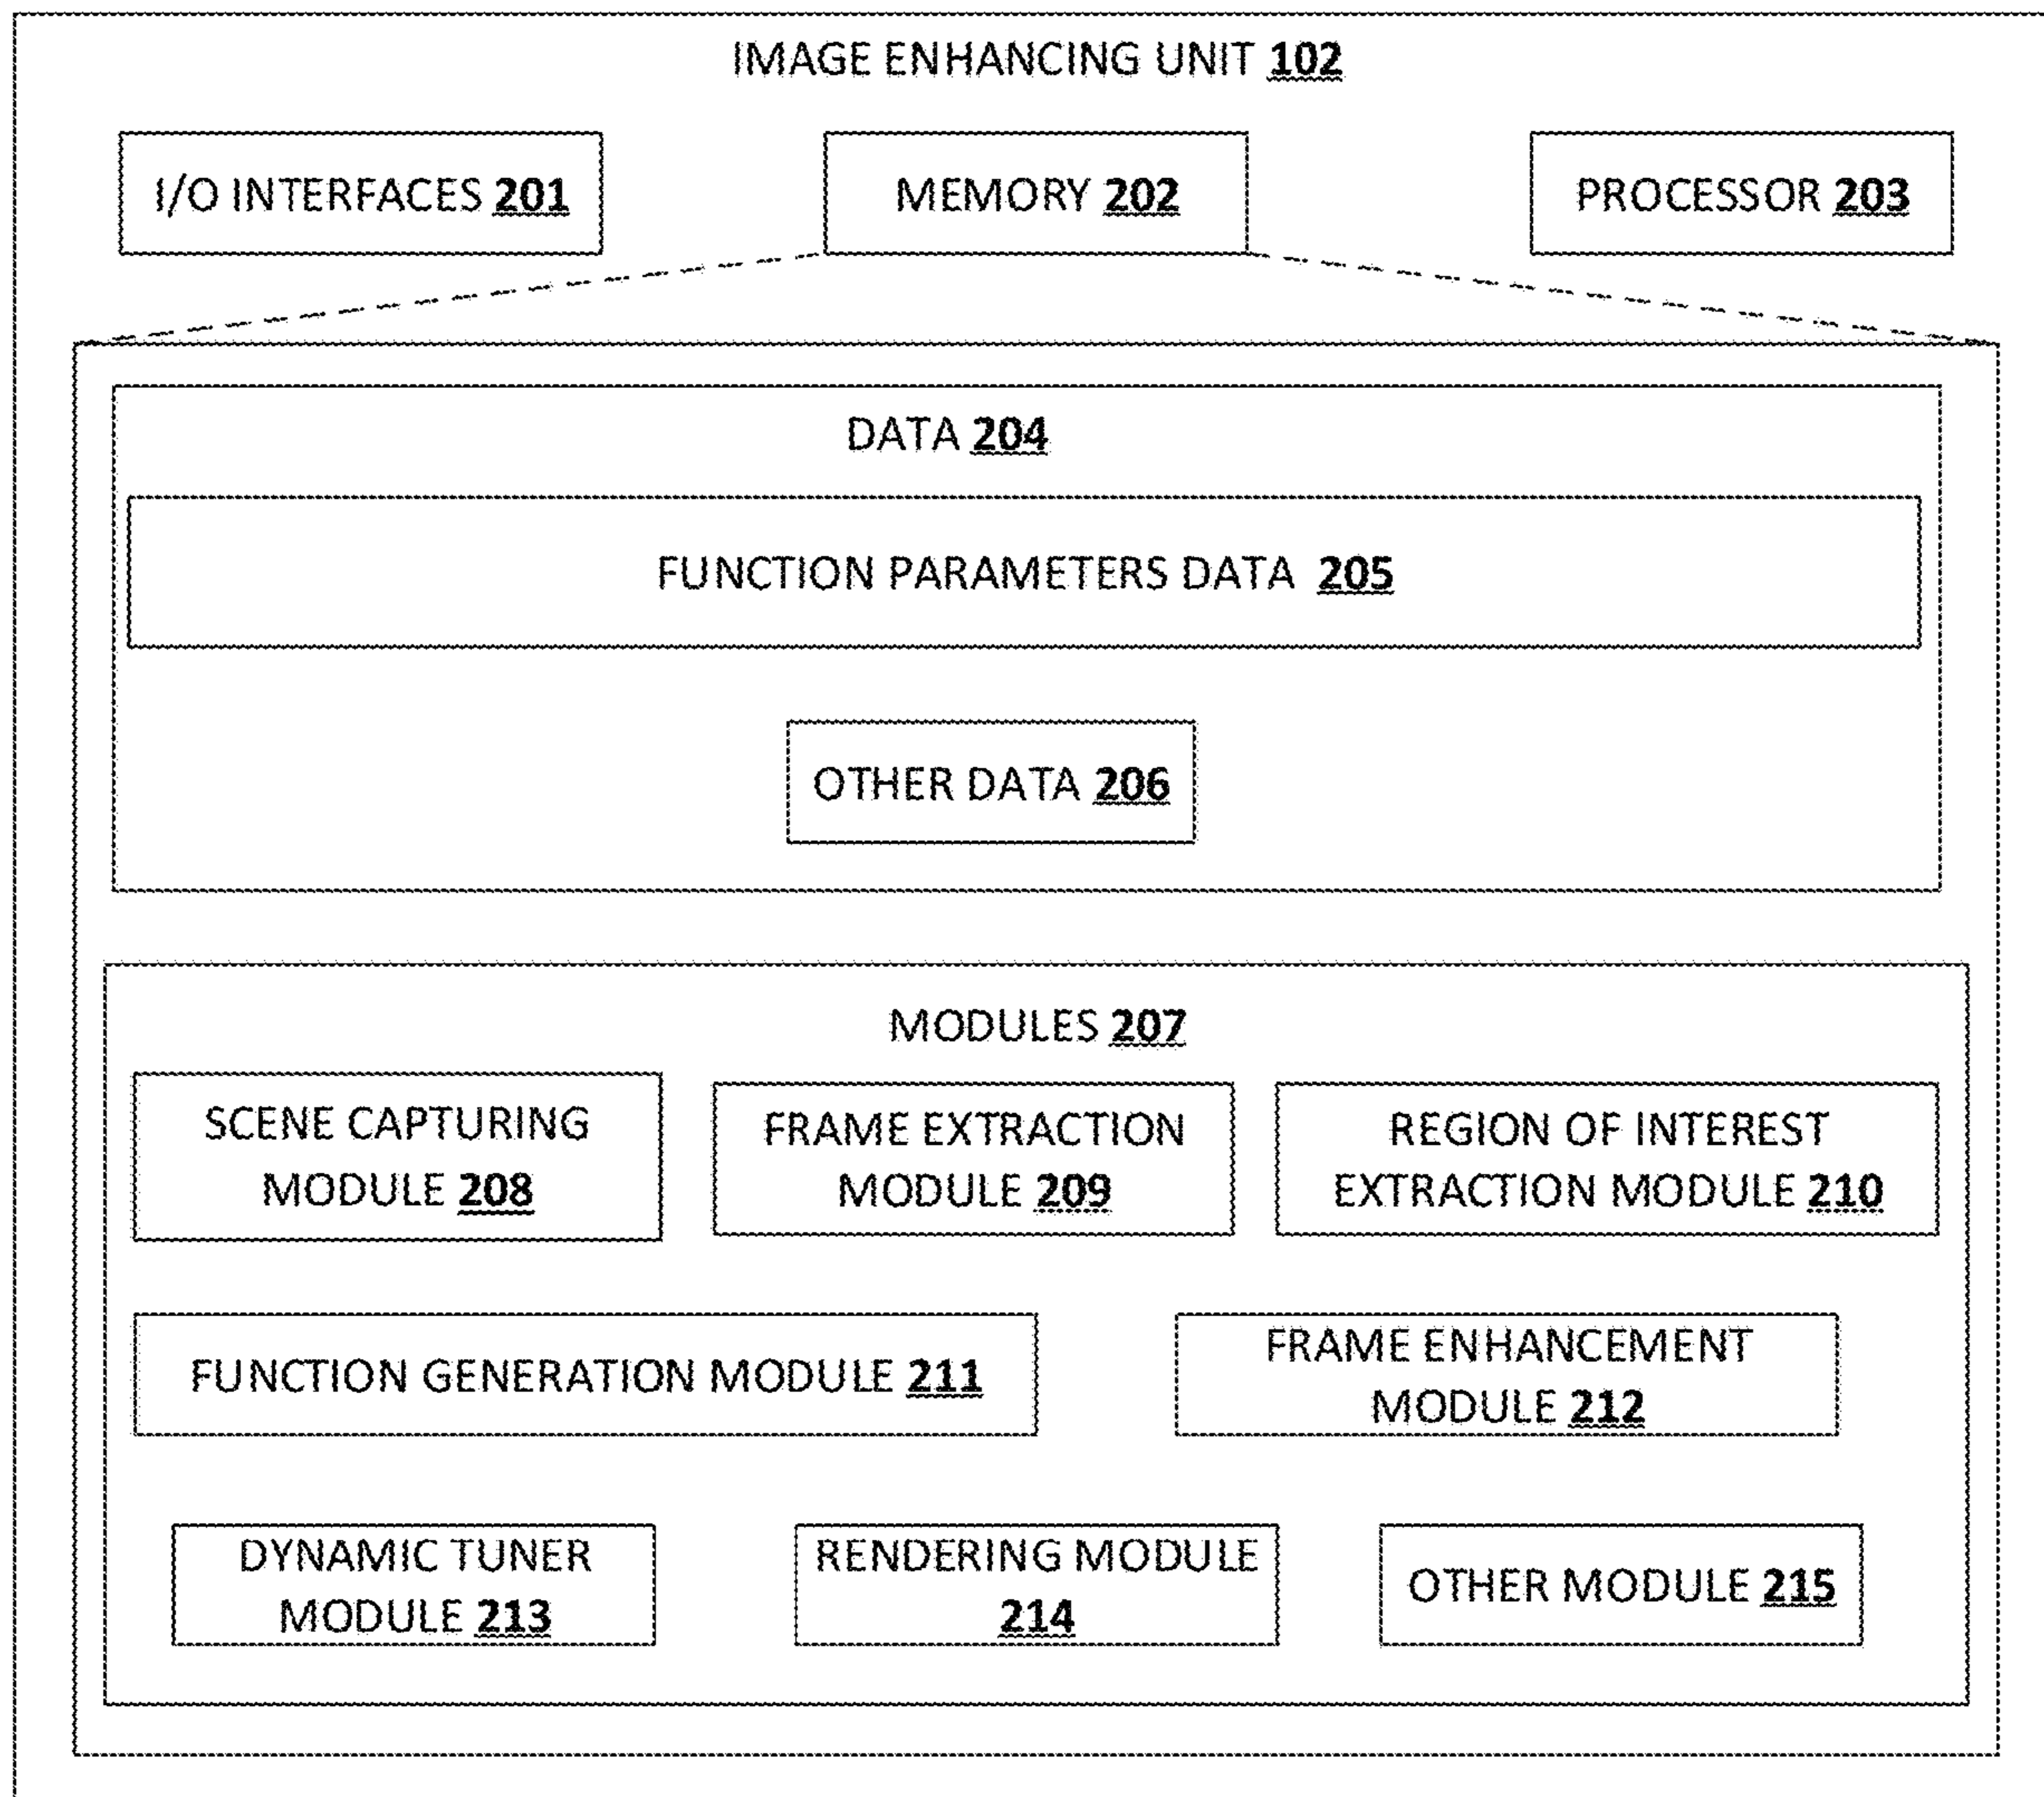 IMAGE ENHANCING UNIT 102
I/O INTERFACES 201
MEMORY 202
PROCESSOR 203
DATA 204
FUNCTION PARAMETERS DATA 205
OTHER DATA 206
MODULES 207
SCENE CAPTURING
MODULE 208
FRAME EXTRACTION
MODULE 209
REGION OF INTEREST
EXTRACTION MODULE 210
FUNCTION GENERATION MODULE 211
FRAME ENHANCEMENT
MODULE 212
DYNAMIC TUNER
MODULE 213
RENDERING MODULE
214
OTHER MODULE 215